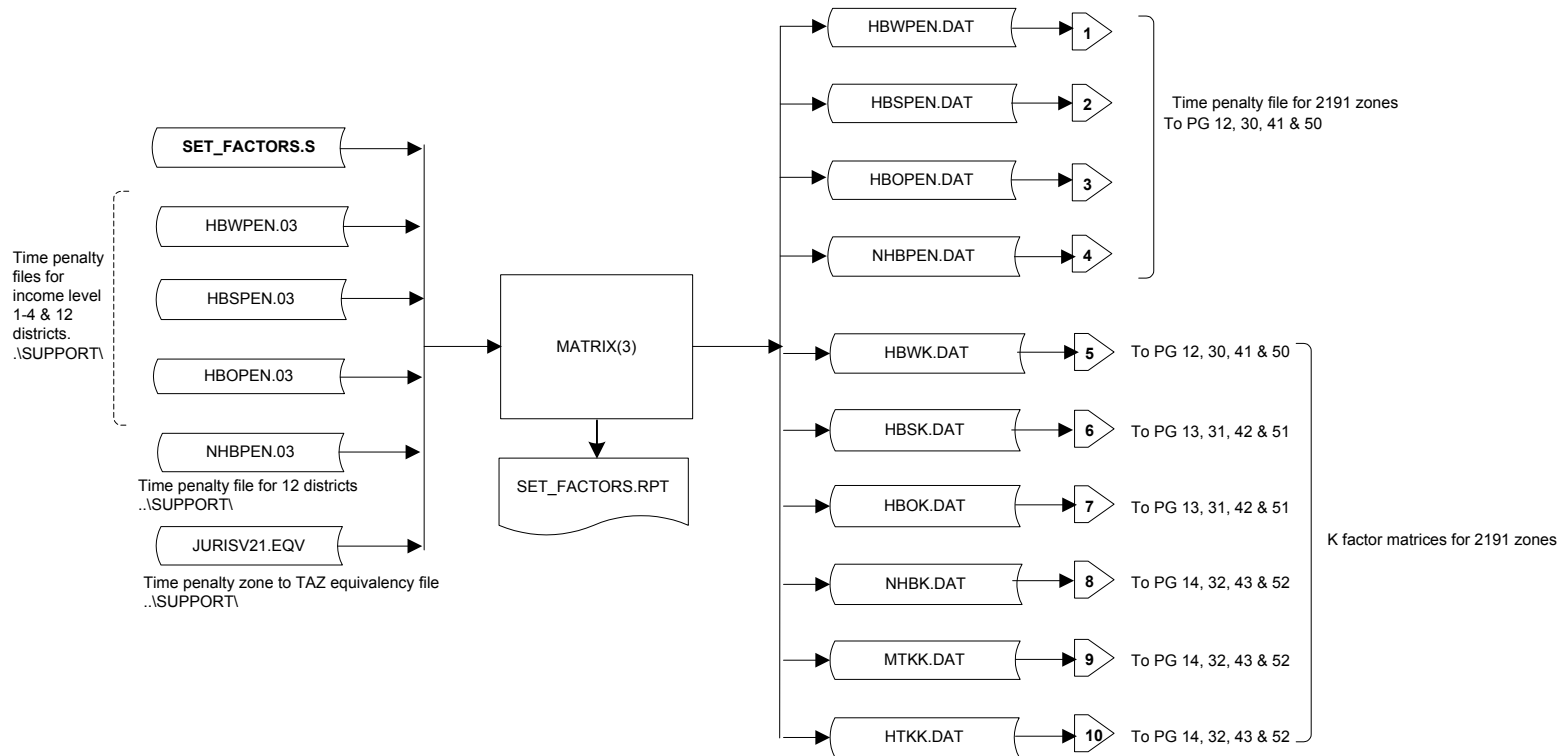 SET_FACTORS.S
HBWPEN.03
Time penalty
files for
income level
1-4 & 12
districts.
.\SUPPORT\
HBSPEN.03
HBOPEN.03
NHBPEN.03
Time penalty file for 12 districts
..\SUPPORT\
JURISV21.EQV
Time penalty zone to TAZ equivalency file
..\SUPPORT\
MATRIX(3)
SET_FACTORS.RPT
HBWPEN.DAT
1
HBSPEN.DAT
2
HBOPEN.DAT
3
NHBPEN.DAT
4
Time penalty file for 2191 zones
To PG 12, 30, 41 & 50
HBWK.DAT
5
To PG 12, 30, 41 & 50
HBSK.DAT
6
To PG 13, 31, 42 & 51
HBOK.DAT
7
To PG 13, 31, 42 & 51
NHBK.DAT
8
To PG 14, 32, 43 & 52
MTKK.DAT
9
To PG 14, 32, 43 & 52
HTKK.DAT
10
To PG 14, 32, 43 & 52
K factor matrices for 2191 zones